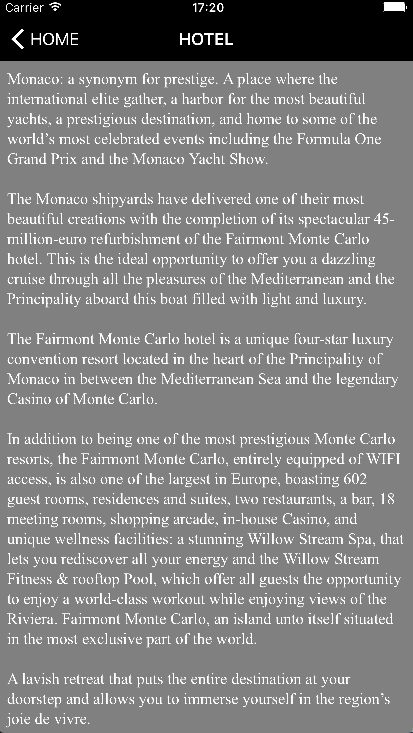 Carrier 17:20
HOME HOTEL
Monaco: a synonym for prestige. A place where the
international elite gather, a harbor for the most beautiful
yachts, a prestigious destination, and home to some of the
world's most celebrated events including the Formula One
Grand Prix and the Monaco Yacht Show.
The Monaco shipyards have delivered one of their most
beautiful creations with the completion of its spectacular 45-
million-euro refurbishment of the Fairmont Monte Carlo
hotel. This is the ideal opportunity to offer you a dazzling
cruise through all the pleasures of the Mediterranean and the
Principality aboard this boat filled with light and luxury.
The Fairmont Monte Carlo hotel is a unique four-star luxury
convention resort located in the heart of the Principality of
Monaco in between the Mediterranean Sea and the legendary
Casino of Monte Carlo.
In addition to being one of the most prestigious Monte Carlo
resorts, the Fairmont Monte Carlo, entirely equipped of WIFI
access, is also one of the largest in Europe, boasting 602
guest rooms, residences and suites, two restaurants, a bar, 18
meeting rooms, shopping arcade, in-house Casino, and
unique wellness facilities: a stunning Willow Stream Spa, that
lets you rediscover all your energy and the Willow Stream
Fitness & rooftop Pool, which offer all guests the opportunity
to enjoy a world-class workout while enjoying views of the
Riviera. Fairmont Monte Carlo, an island unto itself situated
in the most exclusive part of the world.
A lavish retreat that puts the entire destination at your
doorstep and allows you to immerse yourself in the region's
joie de vivre.